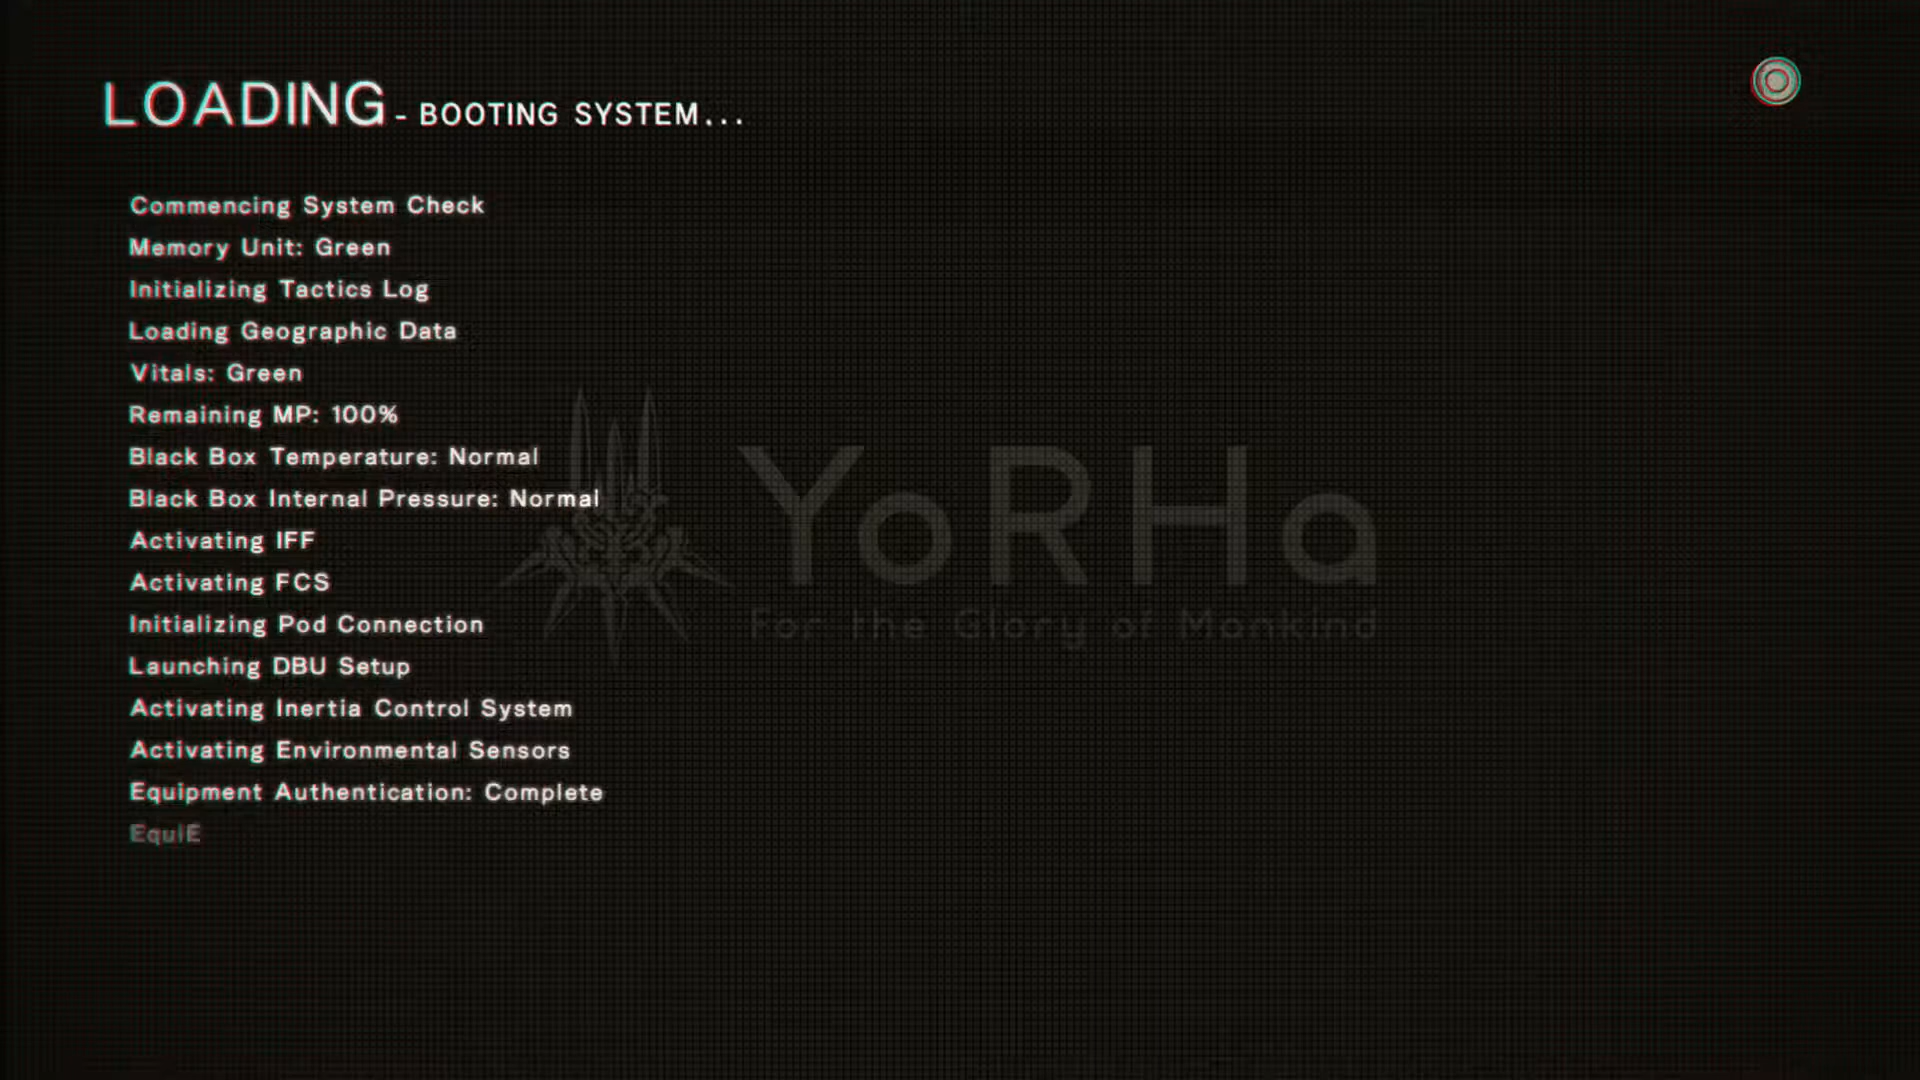 LOADING - BOOTING SYSTEM...
Commencing System Check
Memory Unit: Green
Initializing Tactics Log
Loading Geographic Data
Vitals: Green
Remaining MP: 100%
Black Box Temperature: Normal
Black Box Internal Pressure: Normal
Activating IFF
Activating FCS
Initializing Pod Connection
Launching DBU Setup
Activating Inertia Control System
Activating Environmental Sensors
Equipment Authentication: Complete
EquiE
YoRHa
For the Glory of Mankind